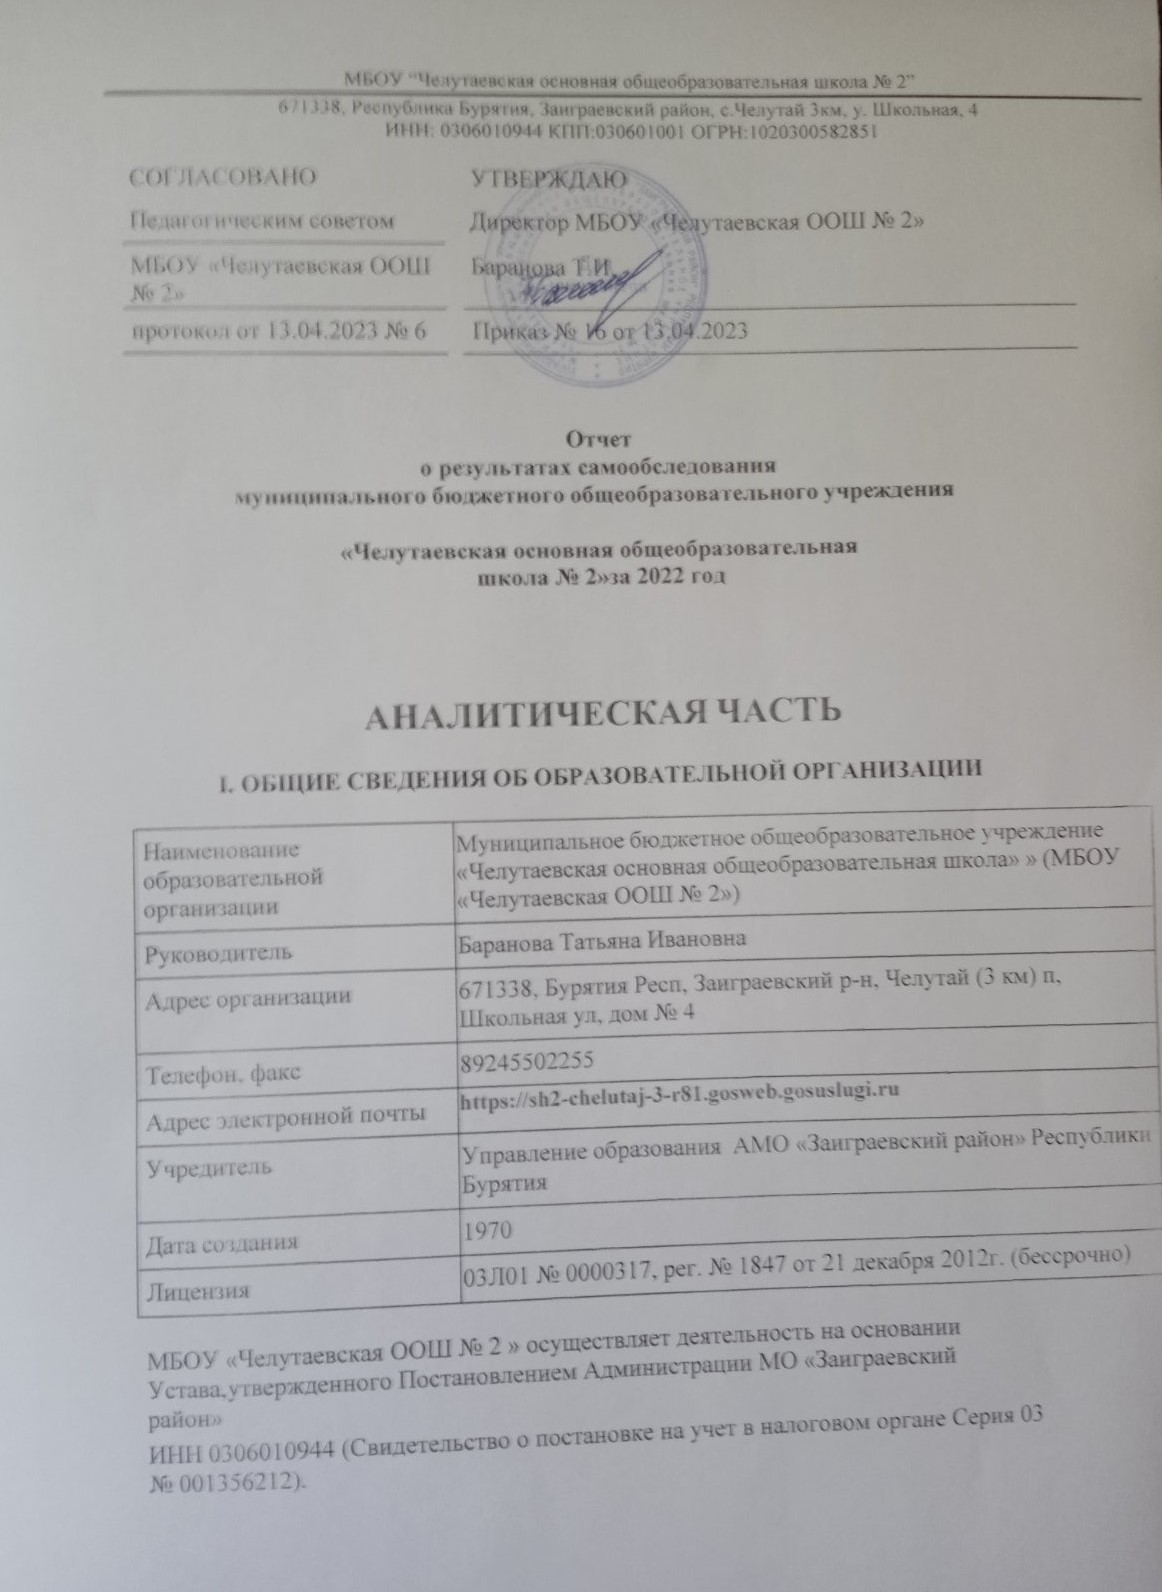 МБОУ “Челутаевская основная общеобразовательная школа № 2”
671338, Республика Бурятия, Заиграевский район, с.Челутай 3км, у. Школьная, 4
ИНН: 0306010944 КПП:030601001 ОГРН:1020300582851
СОГЛАСОВАНО
Педагогическим советом
МБОУ «Челутаевская ООШ
№ 2»
протокол от 13.04.2023 № 6
УТВЕРЖДАЮ
Директор МБОУ «Челутаевская ООШ № 2»
Баранова Т.И.
Приказ № 16 от 13.04.2023
Отчет
о результатах самообследования
муниципального бюджетного общеобразовательного учреждения
«Челутаевская основная общеобразовательная
школа № 2»за 2022 год
АНАЛИТИЧЕСКАЯ ЧАСТЬ
I. ОБЩИЕ СВЕДЕНИЯ ОБ ОБРАЗОВАТЕЛЬНОЙ ОРГАНИЗАЦИИ
Наименование
образовательной
организации
Муниципальное бюджетное общеобразовательное учреждение
«Челутаевская основная общеобразовательная школа» » (МБОУ
«Челутаевская ООШ № 2»)
Руководитель
Баранова Татьяна Ивановна
Адрес организации
671338, Бурятия Респ, Заиграевский р-н, Челутай (3 км) п,
Школьная ул, дом № 4
Телефон, факс
89245502255
Адрес электронной почты
https://sh2-chelutaj-3-r81.gosweb.gosuslugi.ru
Учредитель
Управление образования АМО «Заиграевский район» Республики
Бурятия
Дата создания
1970
Лицензия
03Л01 № 0000317, рег. № 1847 от 21 декабря 2012г. (бессрочно)
МБОУ «Челутаевская ООШ № 2 » осуществляет деятельность на основании
Устава,утвержденного Постановлением Администрации МО «Заиграевский
район»
ИНН 0306010944 (Свидетельство о постановке на учет в налоговом органе Серия 03
№ 001356212).